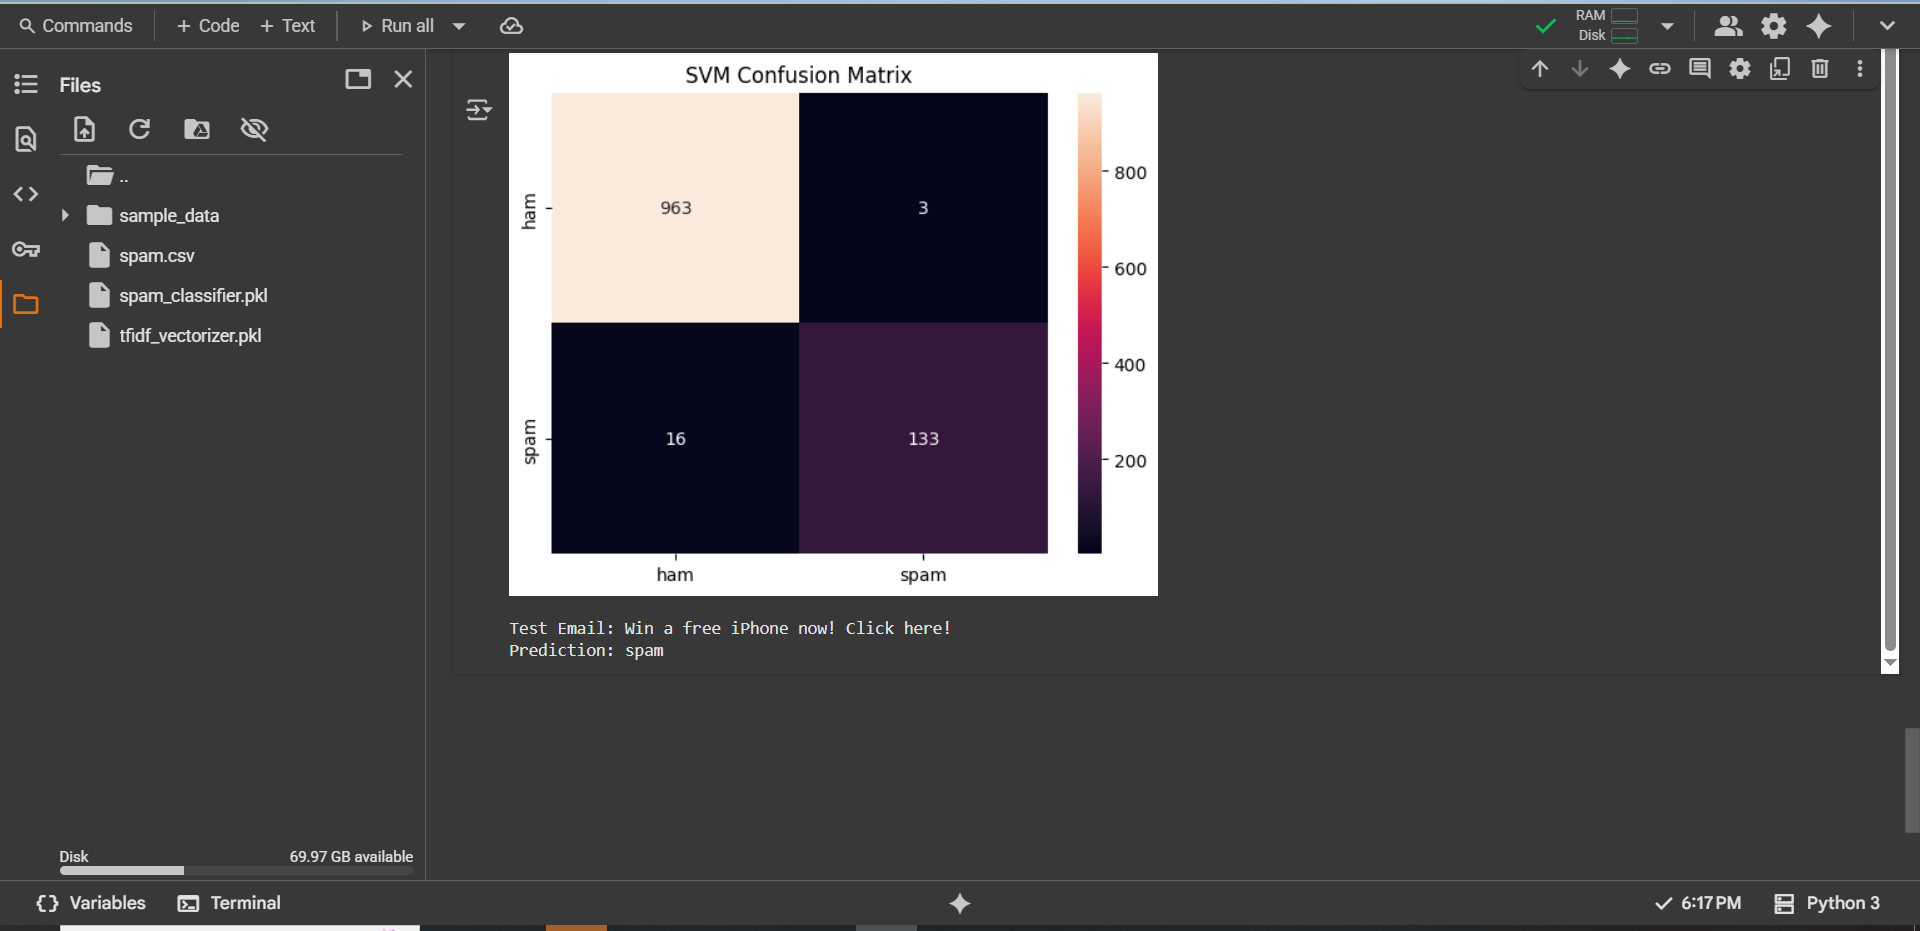 Commands
+ Code
+ Text
Run all
RAM
Disk
Files
..
sample_data
spam.csv
spam_classifier.pkl
tfidf_vectorizer.pkl
Disk
69.97 GB available
SVM Confusion Matrix
ham
963
3
spam
16
133
ham
spam
800
600
400
200
Test Email: Win a free iPhone now! Click here!
Prediction: spam
Variables
Terminal
6:17 PM
Python 3